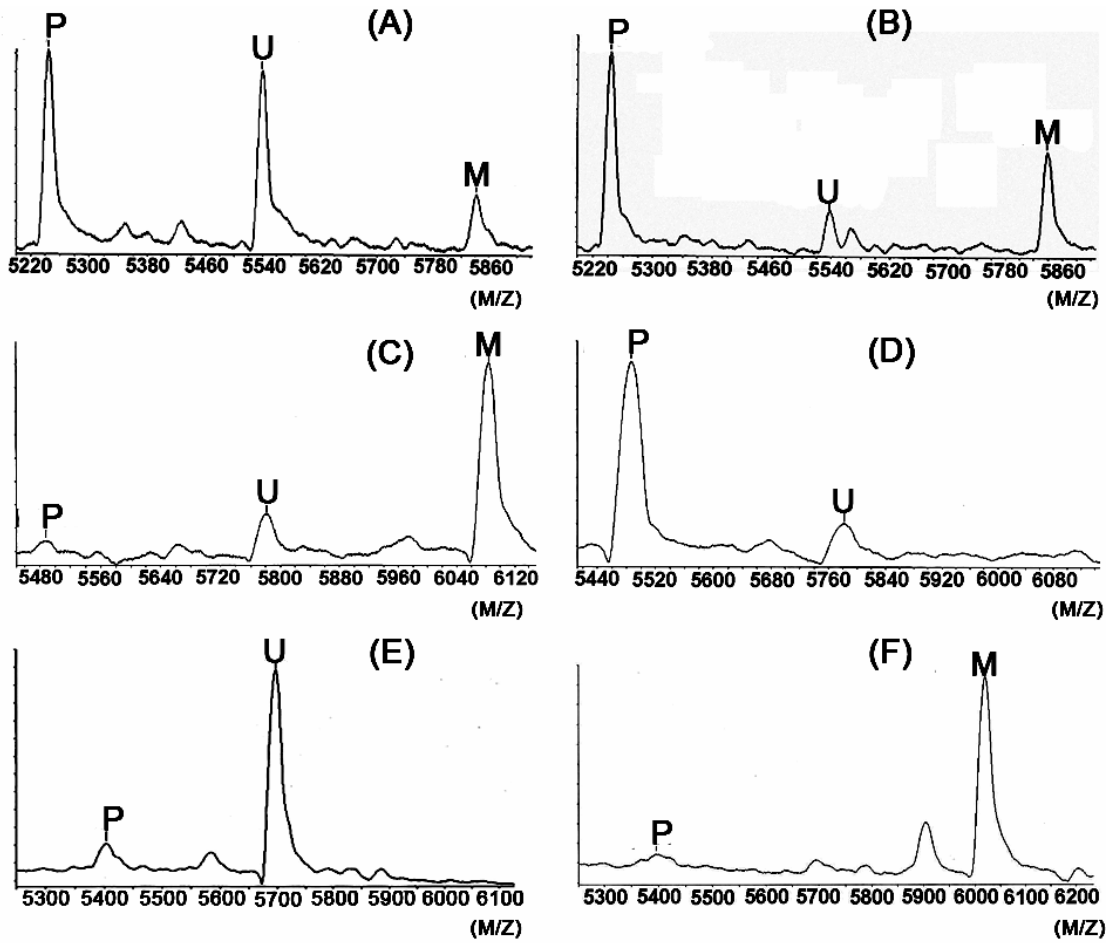 (A)
P
U
M
5220 5300 5380 5460 5540 5620 5700 5780 5860
(M/Z)
(B)
P
U
M
5220 5300 5380 5460 5540 5620 5700 5780 5860
(M/Z)
(C)
P
U
M
5480 5560 5640 5720 5800 5880 5960 6040 6120
(M/Z)
(D)
P
U
5440 5520 5600 5680 5760 5840 5920 6000 6080
(M/Z)
(E)
P
U
5300 5400 5500 5600 5700 5800 5900 6000 6100
(M/Z)
(F)
P
M
5300 5400 5500 5600 5700 5800 5900 6000 6100 6200
(M/Z)